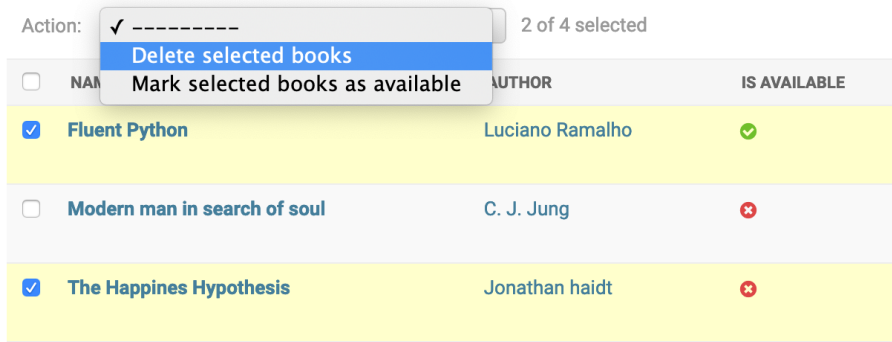 Action:
✓ ---------
2 of 4 selected
Delete selected books
Mark selected books as available
AUTHOR
IS AVAILABLE
Fluent Python
Luciano Ramalho
Modern man in search of soul
C. J. Jung
The Happines Hypothesis
Jonathan haidt